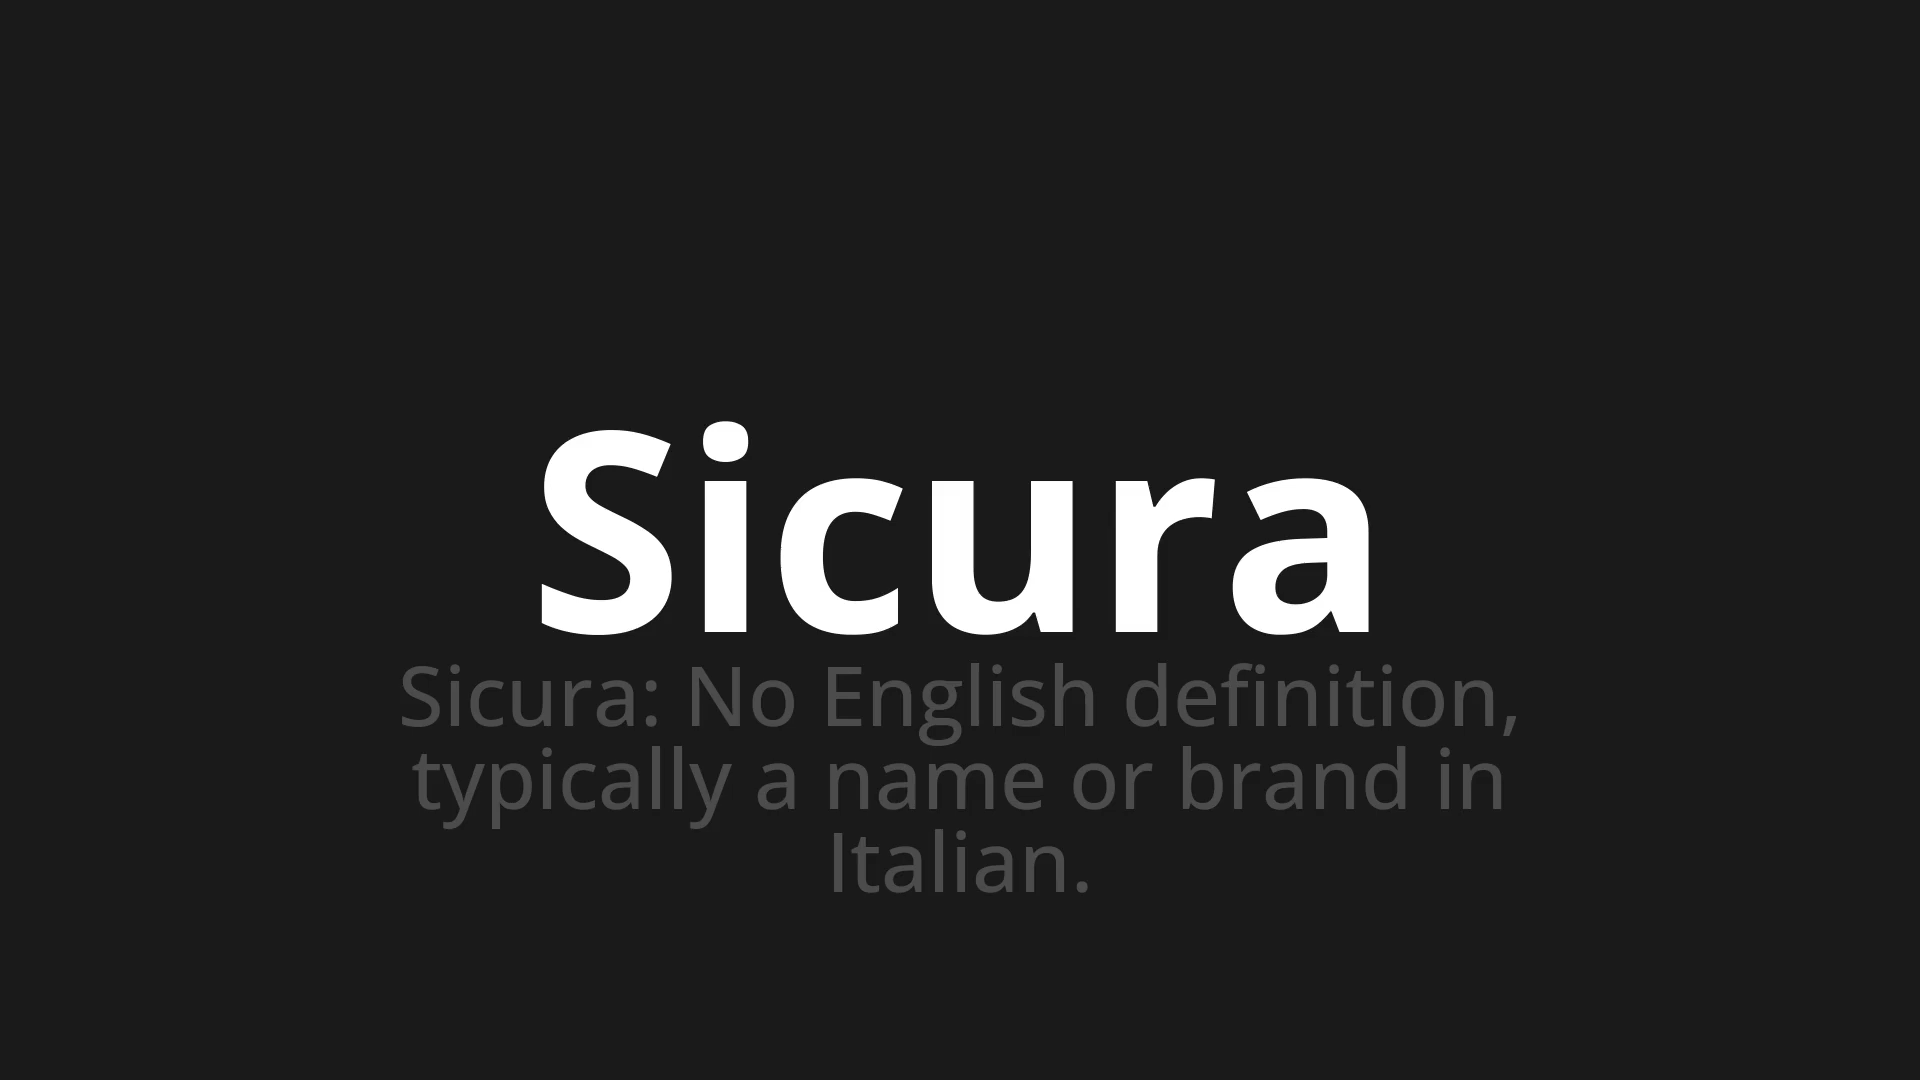 Sicura
Sicura: No English definition,
typically a name or brand in
Italian.